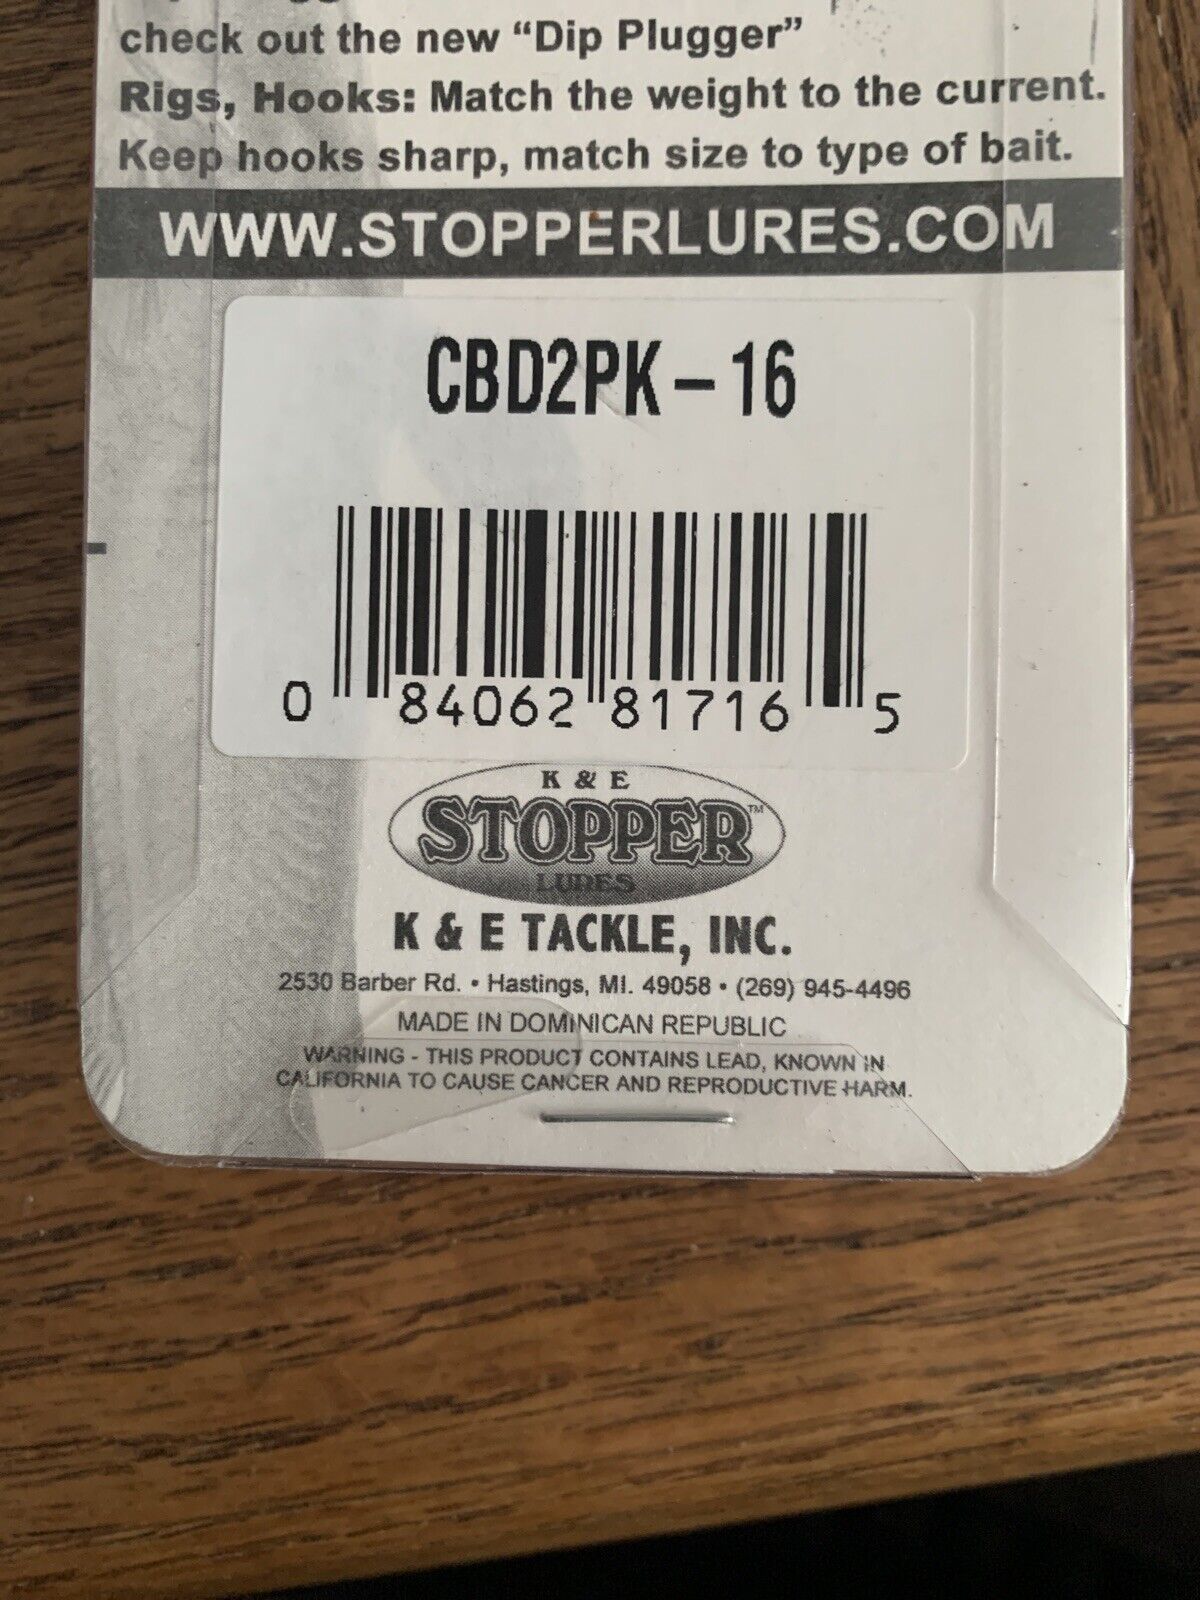 check out the new “Dip Plugger”
Rigs, Hooks: Match the weight to the current.
Keep hooks sharp, match size to type of bait.
WWW.STOPPERLURES.COM
CBD2PK-16
0 84062 81716 5
K & E
STOPPER™
LURES
K & E TACKLE, INC.
2530 Barber Rd. • Hastings, MI. 49058 • (269) 945-4496
MADE IN DOMINICAN REPUBLIC
WARNING - THIS PRODUCT CONTAINS LEAD, KNOWN IN
CALIFORNIA TO CAUSE CANCER AND REPRODUCTIVE HARM.